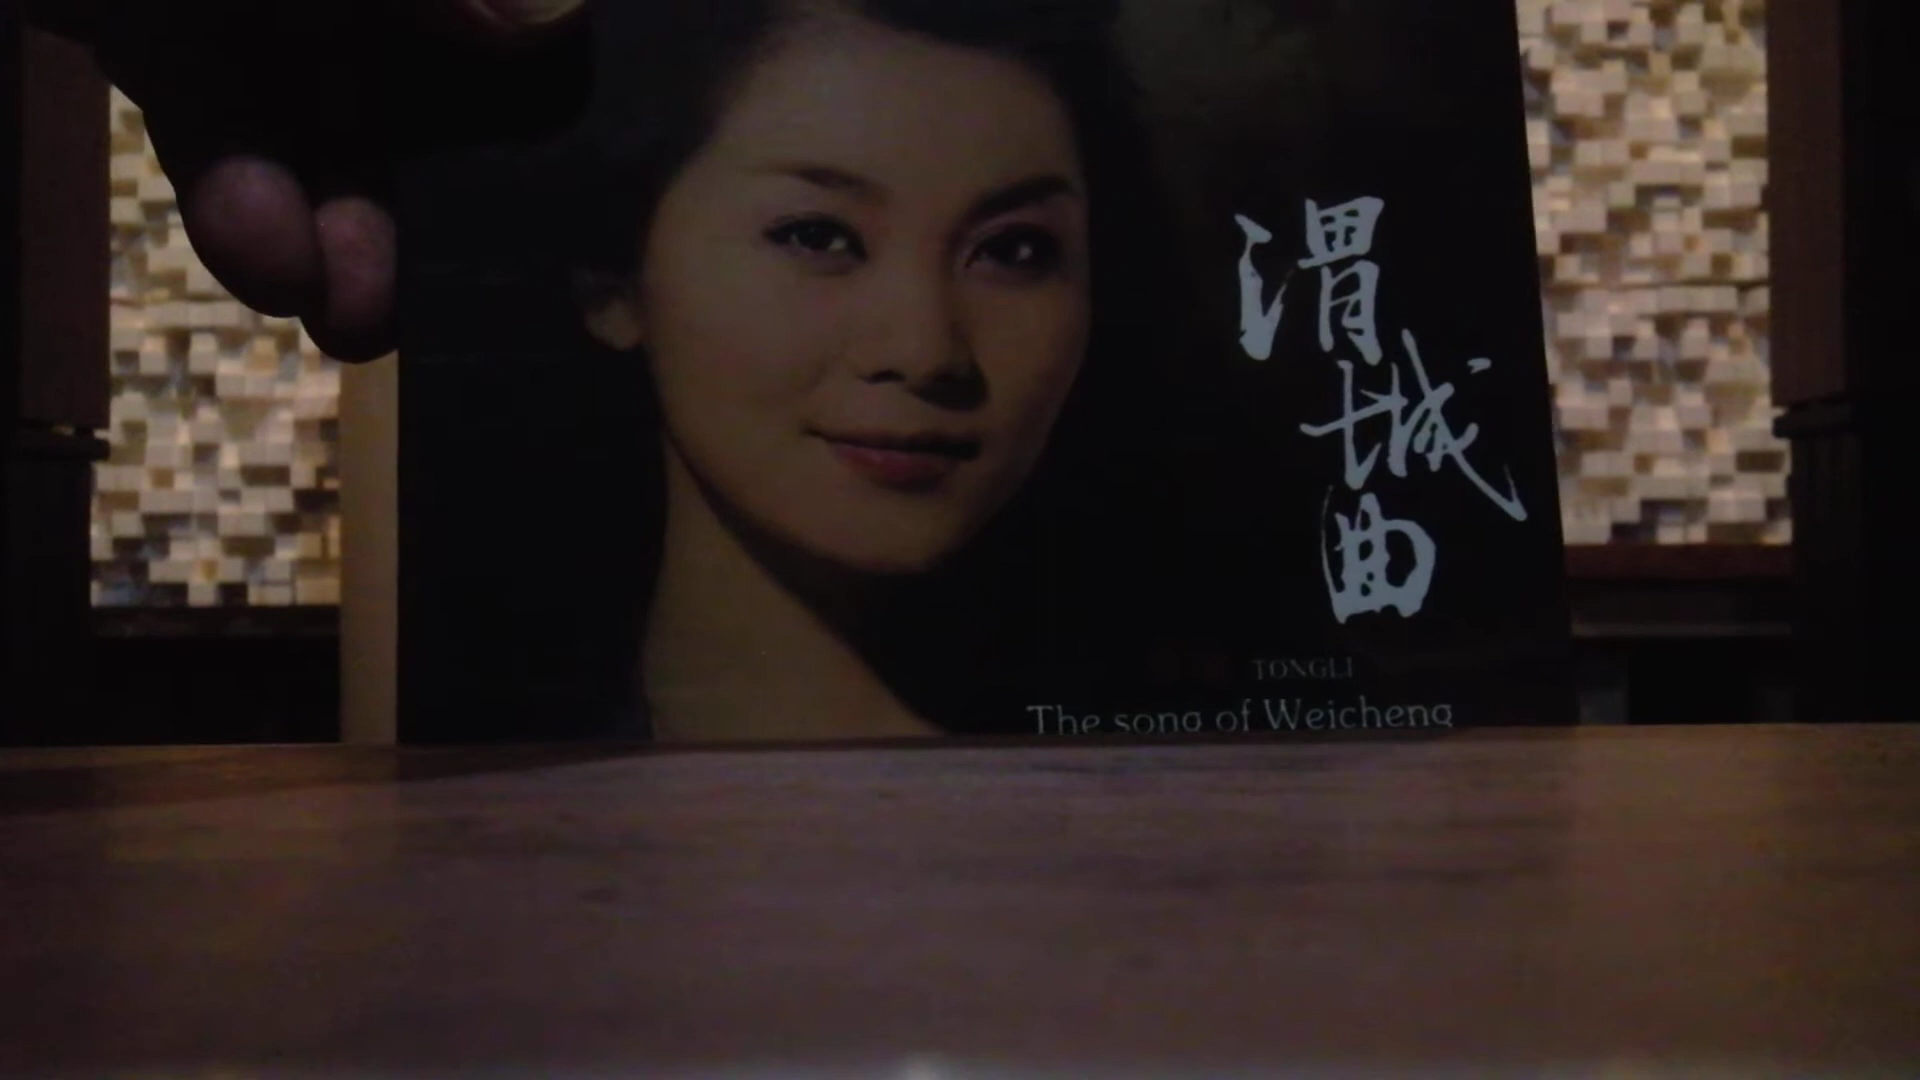 渭城曲
TONGLI
The song of Weicheng